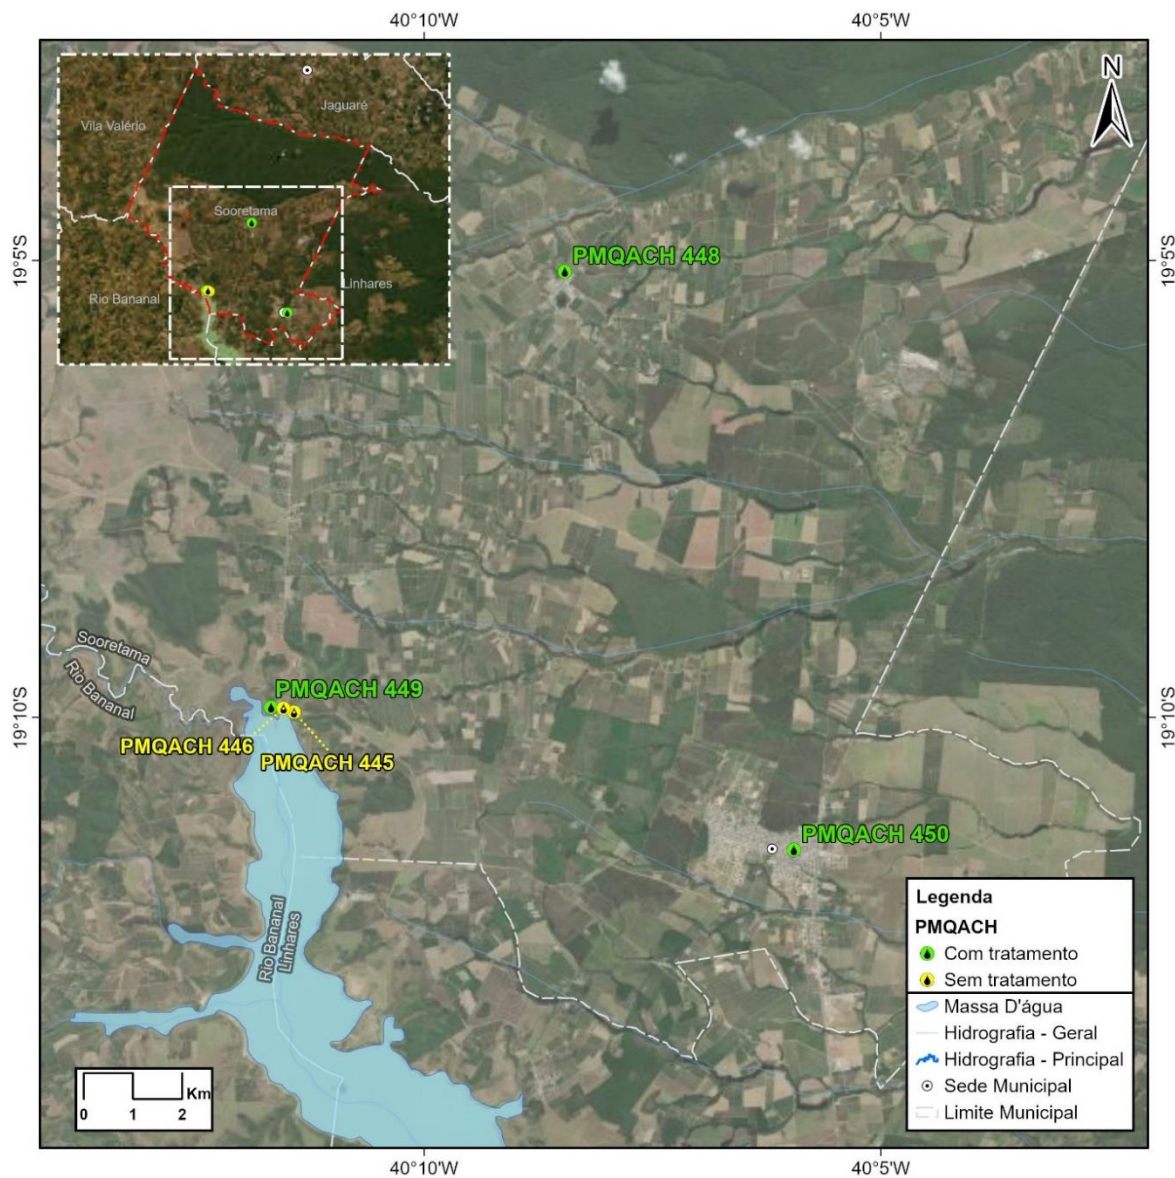 40°10'W
40°5'W
N
Jaguaré
Vila Valério
Sooretama
Linhares
Rio Bananal
19°5'S
19°5'S
PMQACH 448
Sooretama
Rio Bananal
PMQACH 449
19°10'S
19°10'S
PMQACH 446
PMQACH 445
PMQACH 450
Rio Bananal
Linhares
Legenda
PMQACH
Com tratamento
Sem tratamento
Massa D'água
Hidrografia - Geral
Hidrografia - Principal
Sede Municipal
Limite Municipal
Km
0 1 2
40°10'W
40°5'W